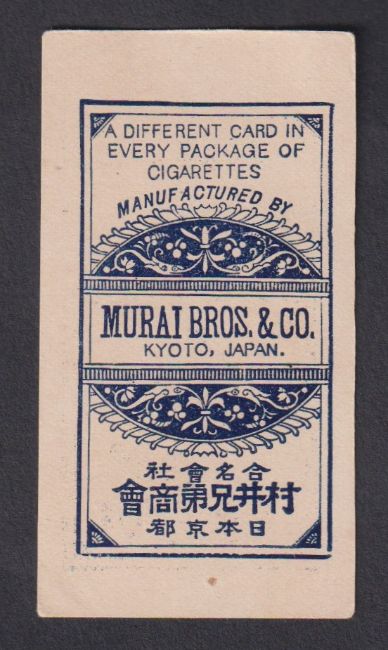 A DIFFERENT CARD IN
EVERY PACKAGE OF
CIGARETTES
MANUFACTURED BY
MURAI BROS. & CO.
KYOTO, JAPAN.
合名會社
村井兄弟商會
日本京都